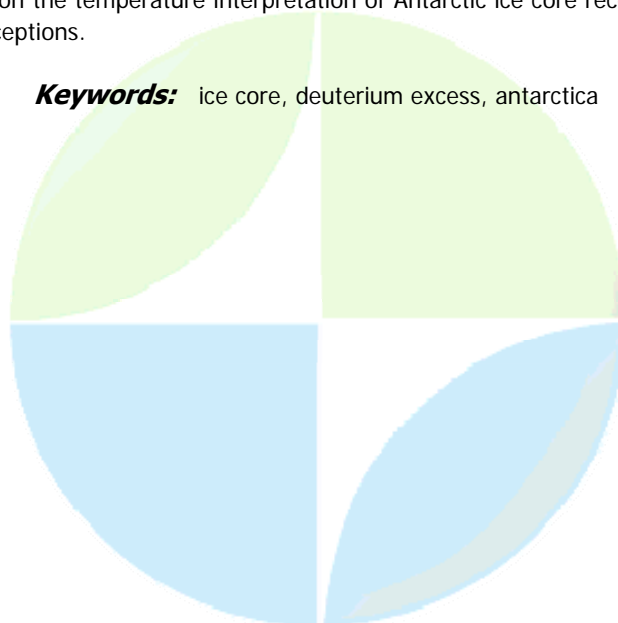 on the temperature interpretation of Antarctic ice core rec
ceptions.
Keywords: ice core, deuterium excess, antarctica